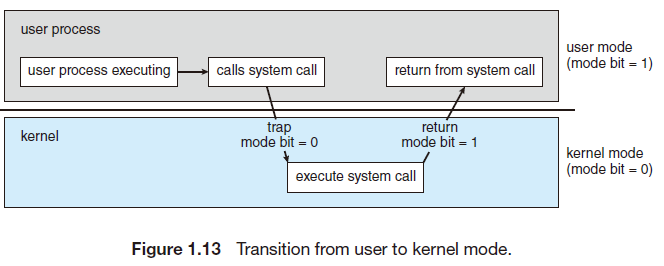 user process
user process executing
calls system call
return from system call
user mode
(mode bit = 1)
kernel
trap
mode bit = 0
return
mode bit = 1
execute system call
kernel mode
(mode bit = 0)
Figure 1.13 Transition from user to kernel mode.